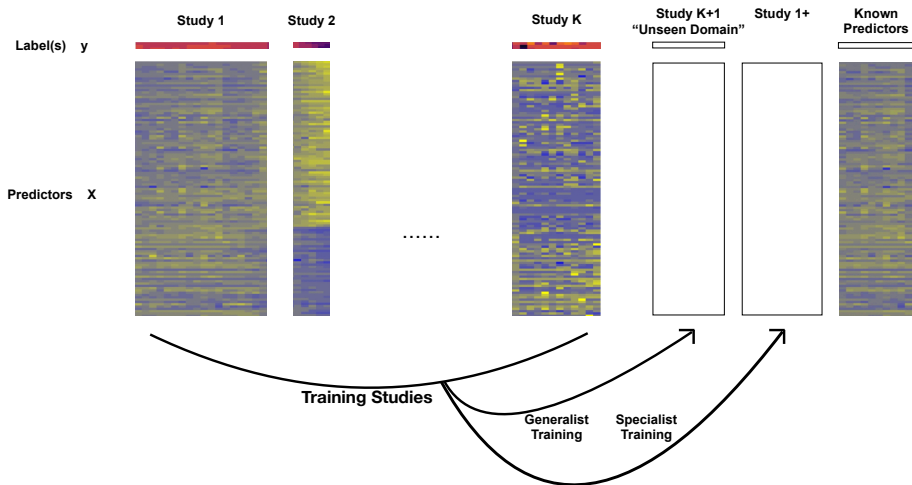 Study 1
Study 2
Study K
Study K+1
“Unseen Domain”
Study 1+
Known
Predictors
Label(s) y
Predictors X
......
Training Studies
Generalist
Training
Specialist
Training